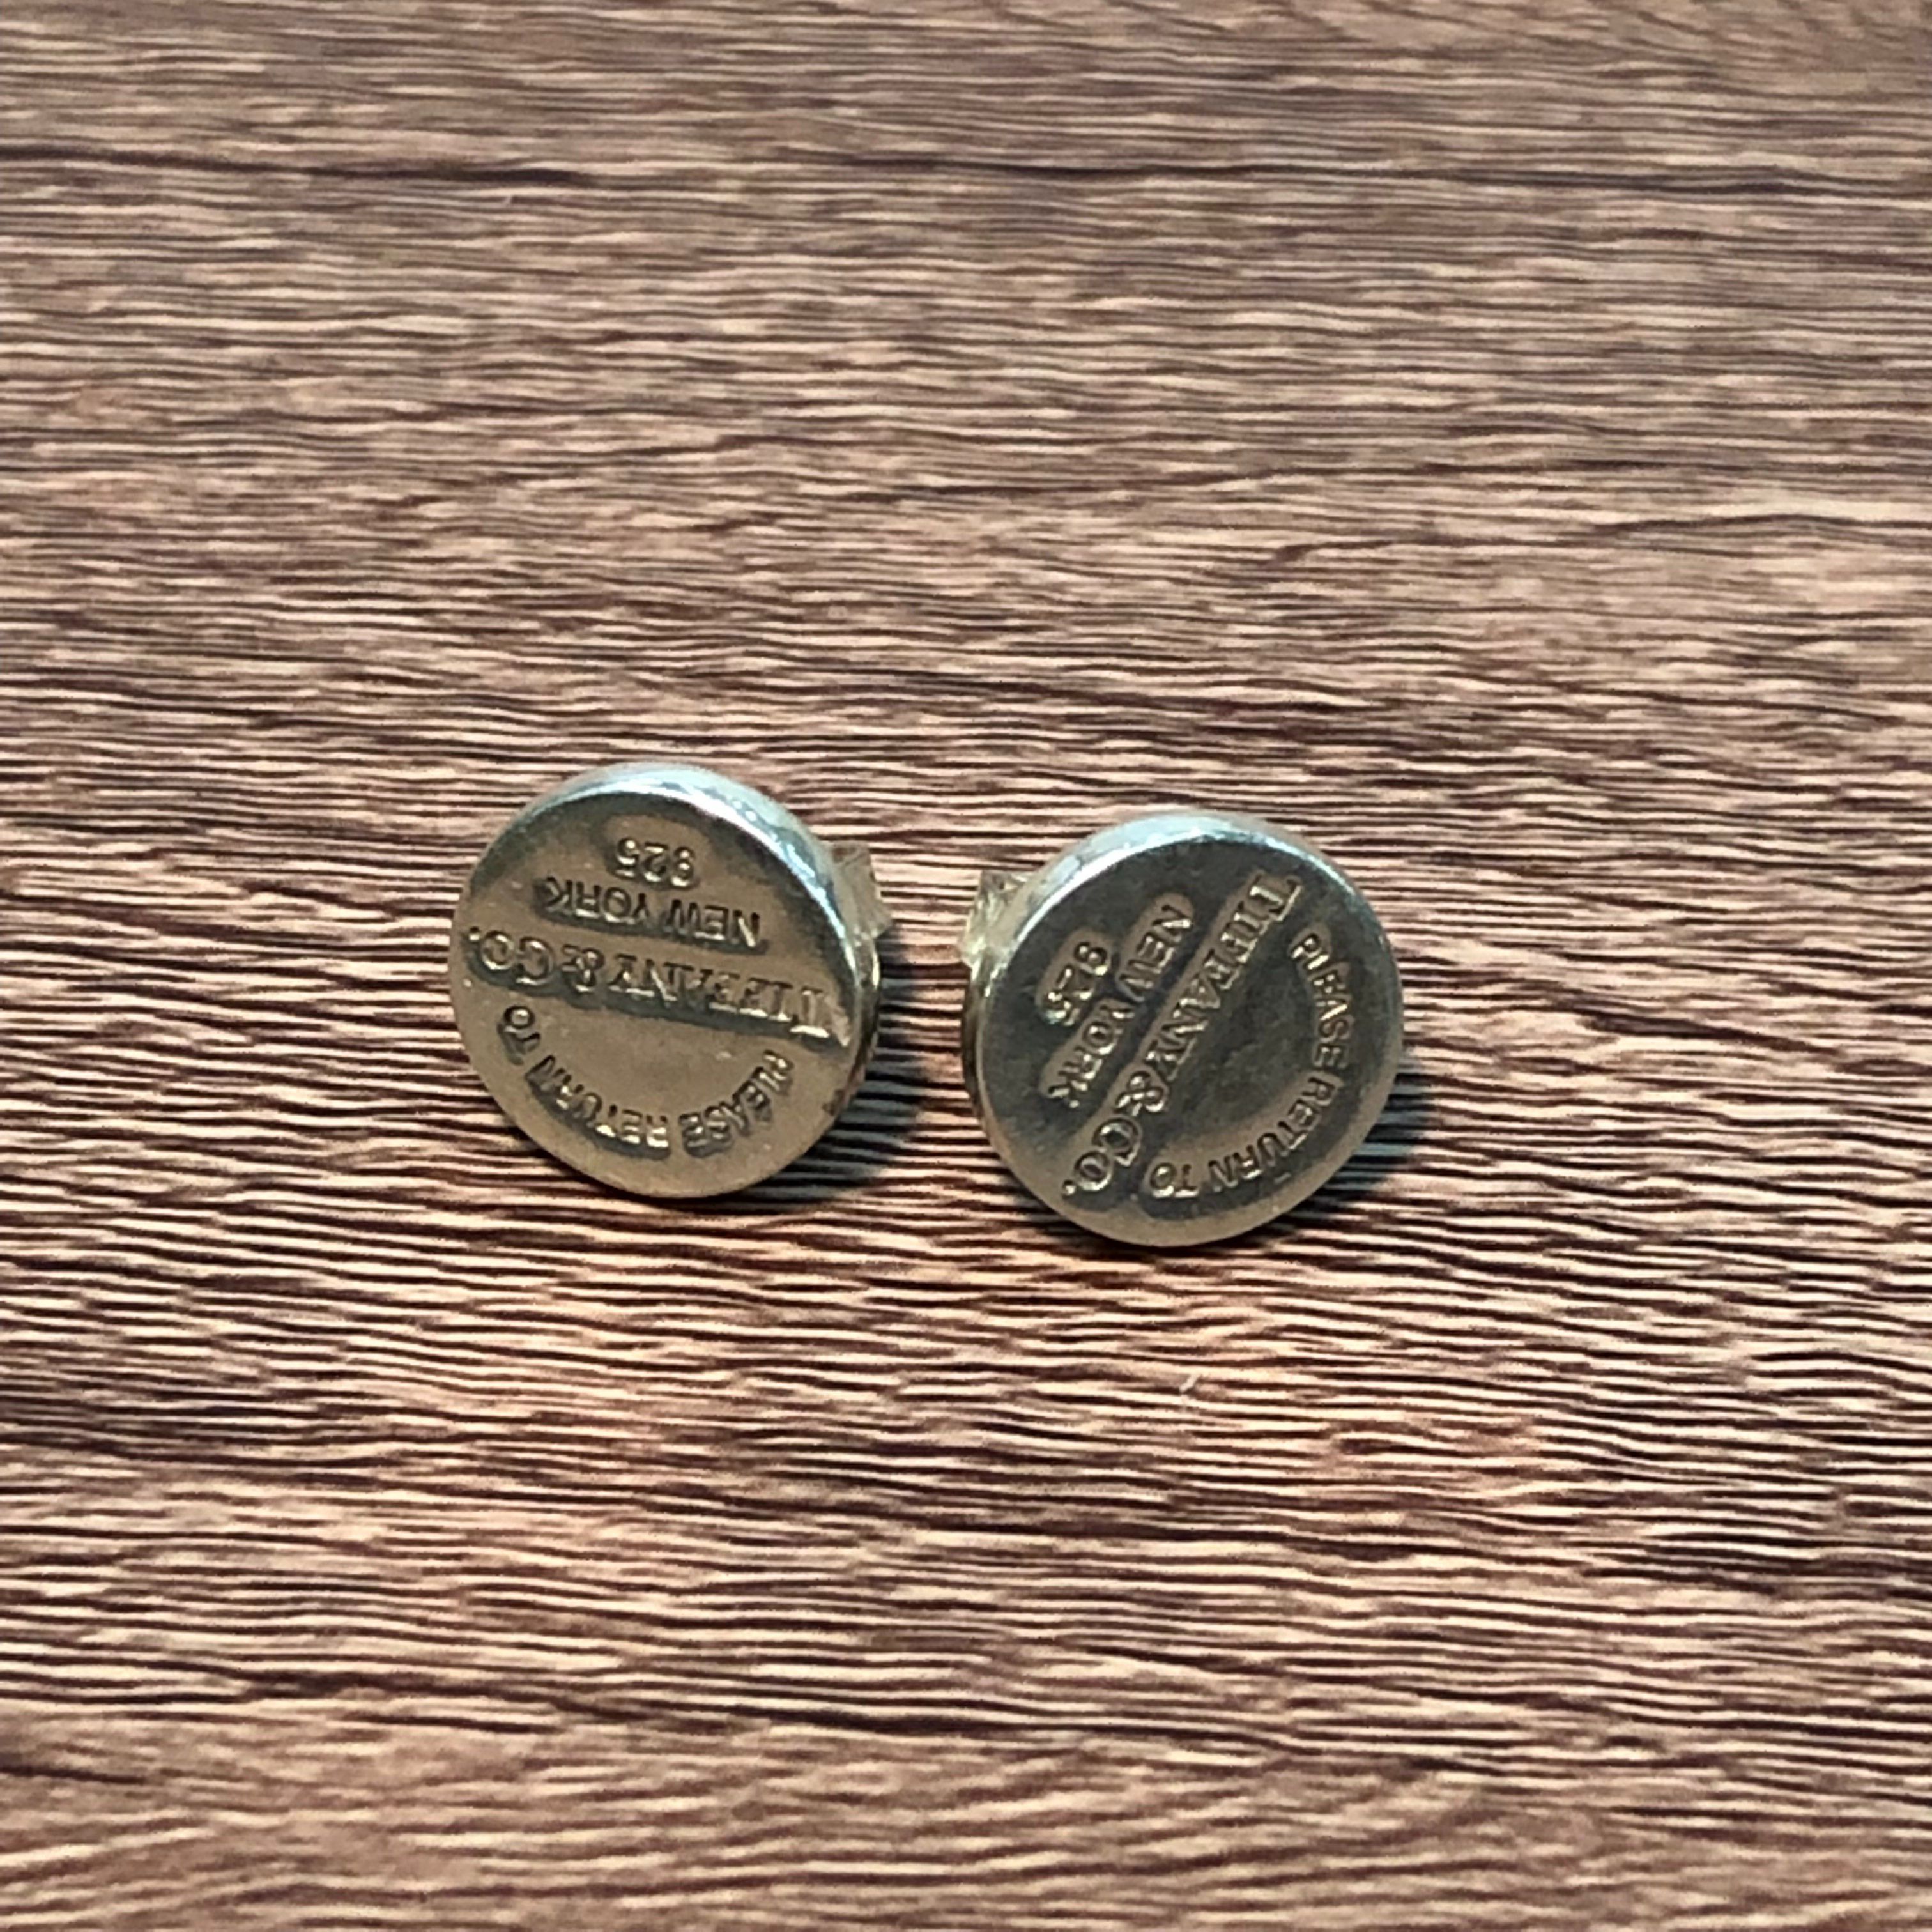 PLEASE RETURN TO
TIFFANY & CO.
NEW YORK
925
PLEASE RETURN TO
TIFFANY & CO.
NEW YORK
925